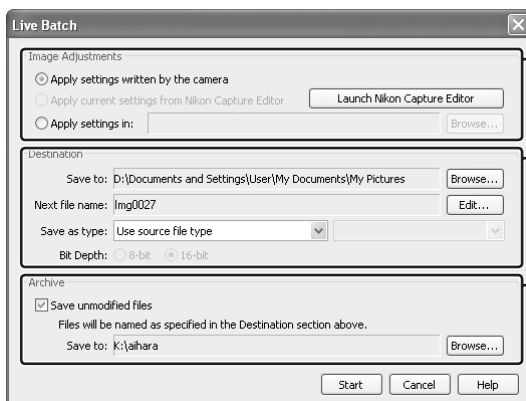 Live Batch
Image Adjustments
Apply settings written by the camera
Apply current settings from Nikon Capture Editor
Launch Nikon Capture Editor
Apply settings in:
Browse...
Destination
Save to: D:\Documents and Settings\User\My Documents\My Pictures Browse...
Next file name: Img0027 Edit...
Save as type: Use source file type
Bit Depth: 8-bit 16-bit
Archive
Save unmodified files
Files will be named as specified in the Destination section above.
Save to: K:\aihara Browse...
Start Cancel Help